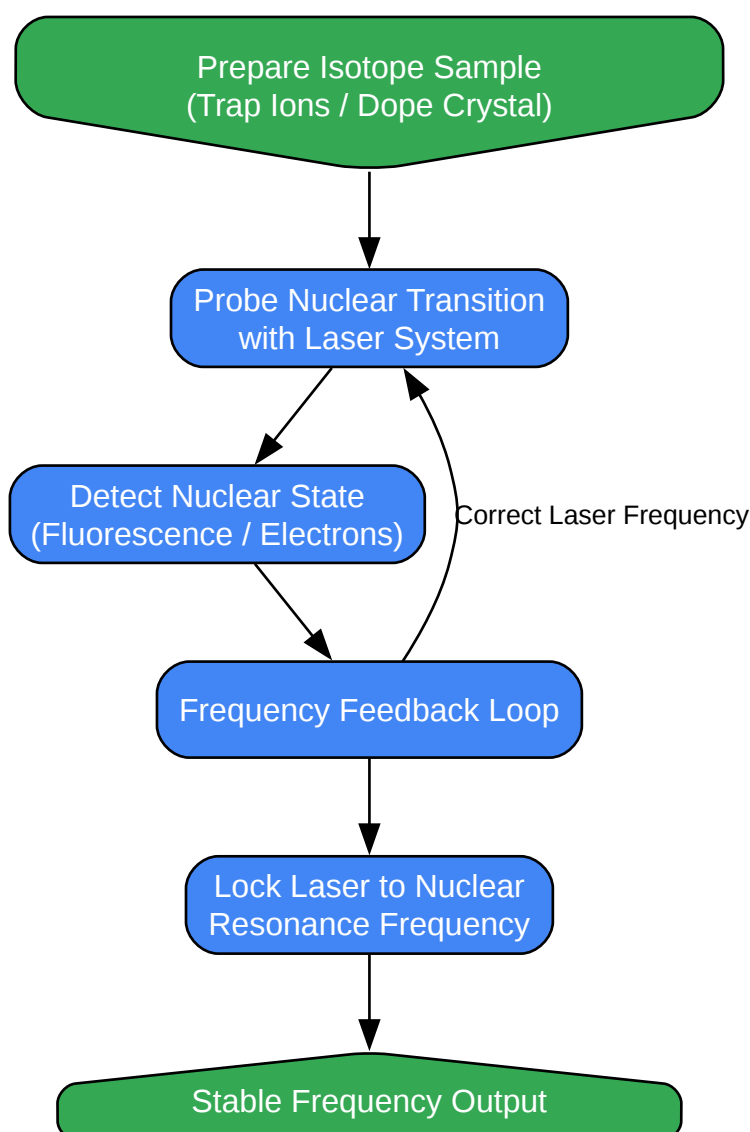 Prepare Isotope Sample
(Trap Ions / Dope Crystal)
Probe Nuclear Transition
with Laser System
Detect Nuclear State
(Fluorescence / Electrons)
Correct Laser Frequency
Frequency Feedback Loop
Lock Laser to Nuclear
Resonance Frequency
Stable Frequency Output